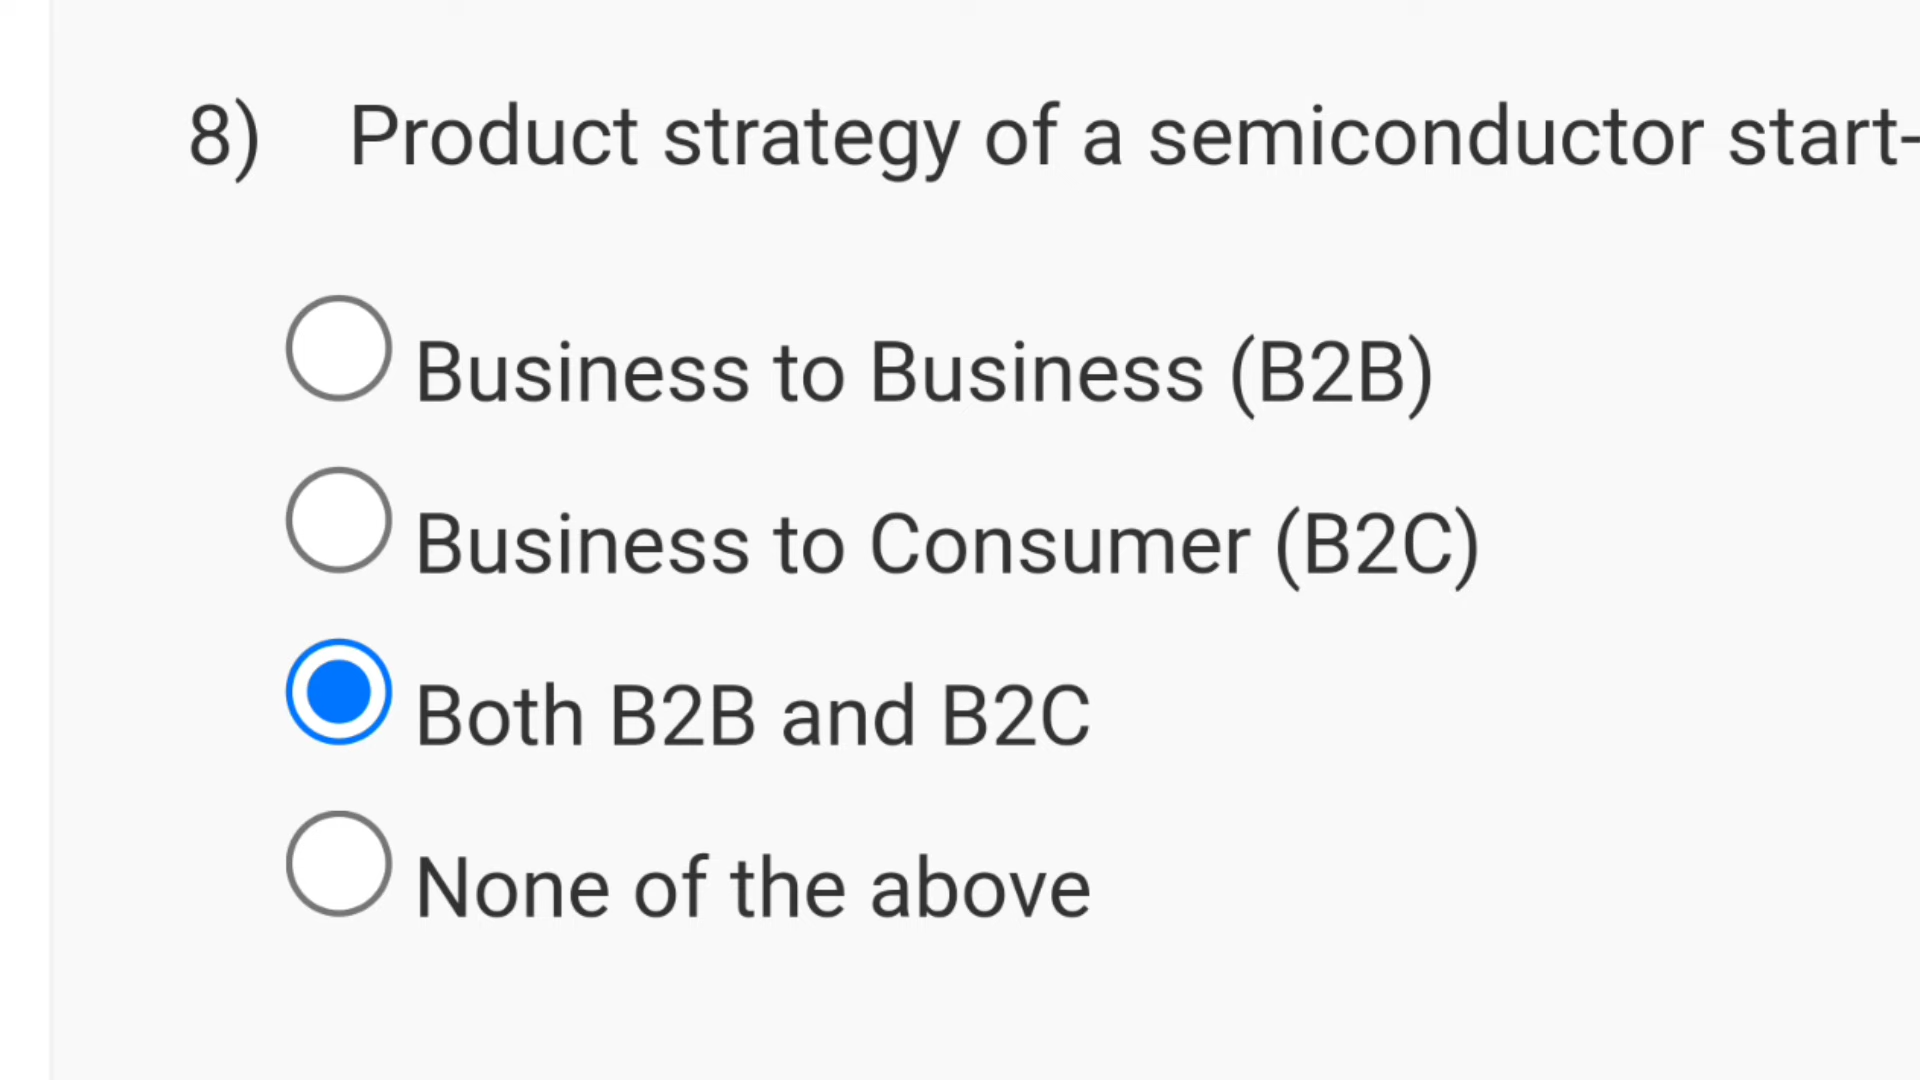 8) Product strategy of a semiconductor start-
Business to Business (B2B)
Business to Consumer (B2C)
Both B2B and B2C
None of the above